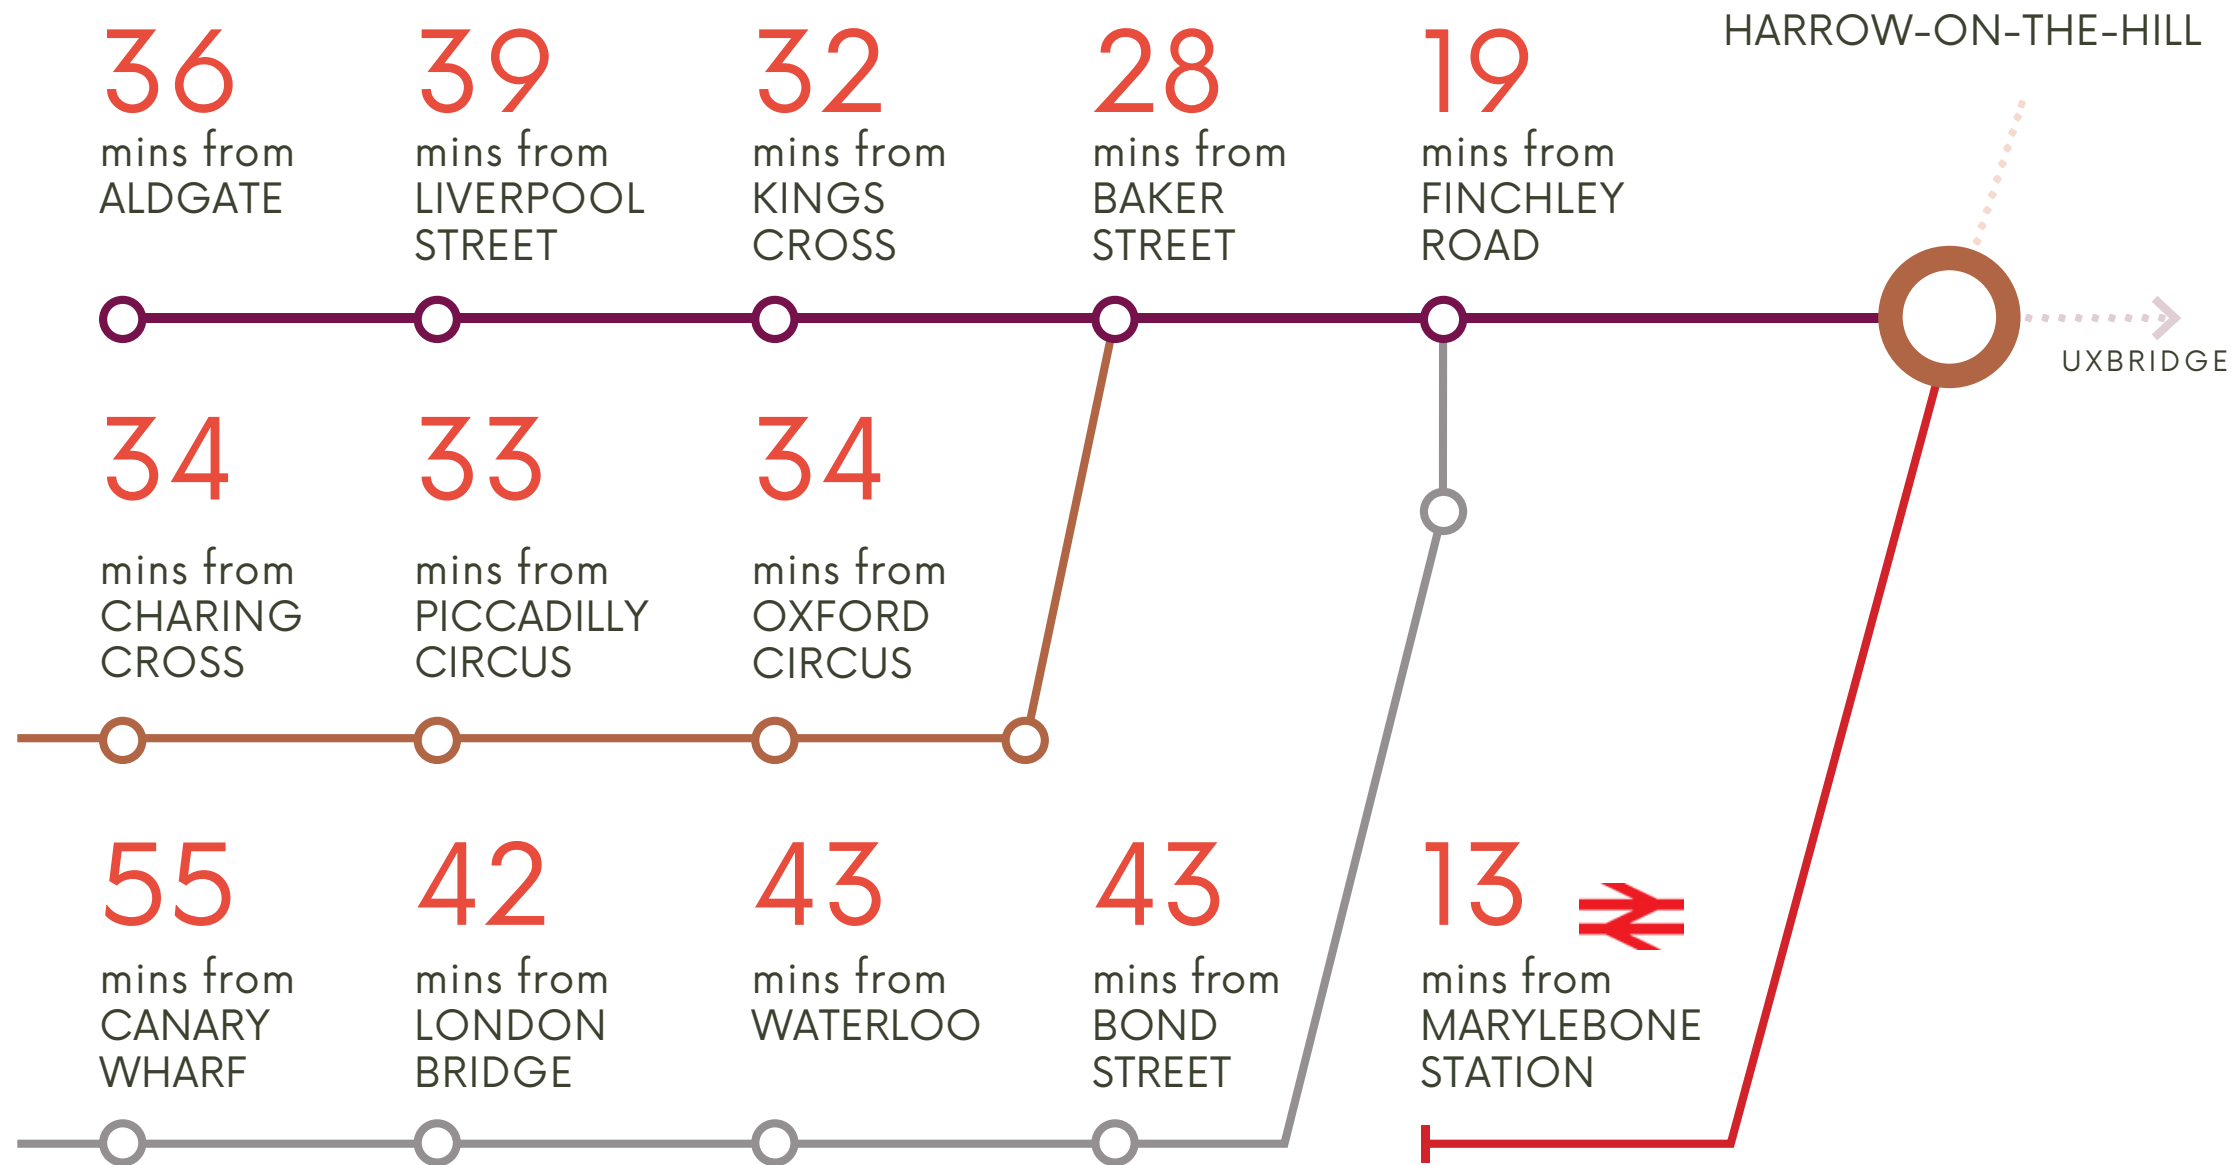 HARROW-ON-THE-HILL
36
mins from
ALDGATE
39
mins from
LIVERPOOL
STREET
32
mins from
KINGS
CROSS
28
mins from
BAKER
STREET
19
mins from
FINCHLEY
ROAD
UXBRIDGE
34
mins from
CHARING
CROSS
33
mins from
PICCADILLY
CIRCUS
34
mins from
OXFORD
CIRCUS
55
mins from
CANARY
WHARF
42
mins from
LONDON
BRIDGE
43
mins from
WATERLOO
43
mins from
BOND
STREET
13
mins from
MARYLEBONE
STATION